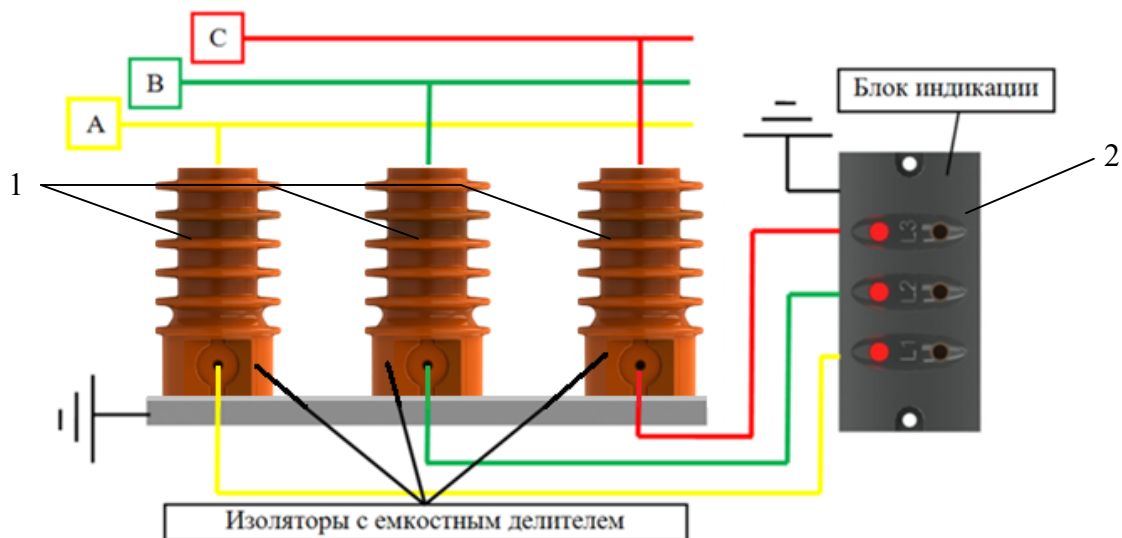 C
B
A
Блок индикации
1
2
L3
L2
L1
Изоляторы с емкостным делителем